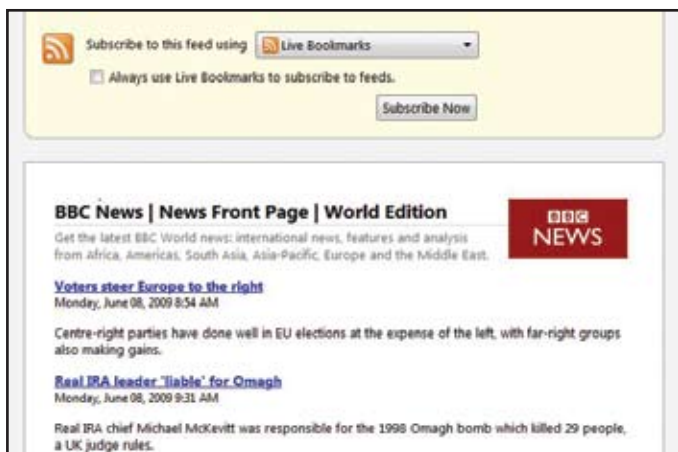 Subscribe to this feed using Live Bookmarks
Always use Live Bookmarks to subscribe to feeds.
Subscribe Now
BBC News | News Front Page | World Edition
BBC
NEWS
Get the latest BBC World news: international news, features and analysis
from Africa, Americas, South Asia, Asia-Pacific, Europe and the Middle East.
Voters steer Europe to the right
Monday, June 08, 2009 8:54 AM
Centre-right parties have done well in EU elections at the expense of the left, with far-right groups
also making gains.
Real IRA leader 'liable' for Omagh
Monday, June 08, 2009 9:31 AM
Real IRA chief Michael McKevitt was responsible for the 1998 Omagh bomb which killed 29 people,
a UK judge rules.